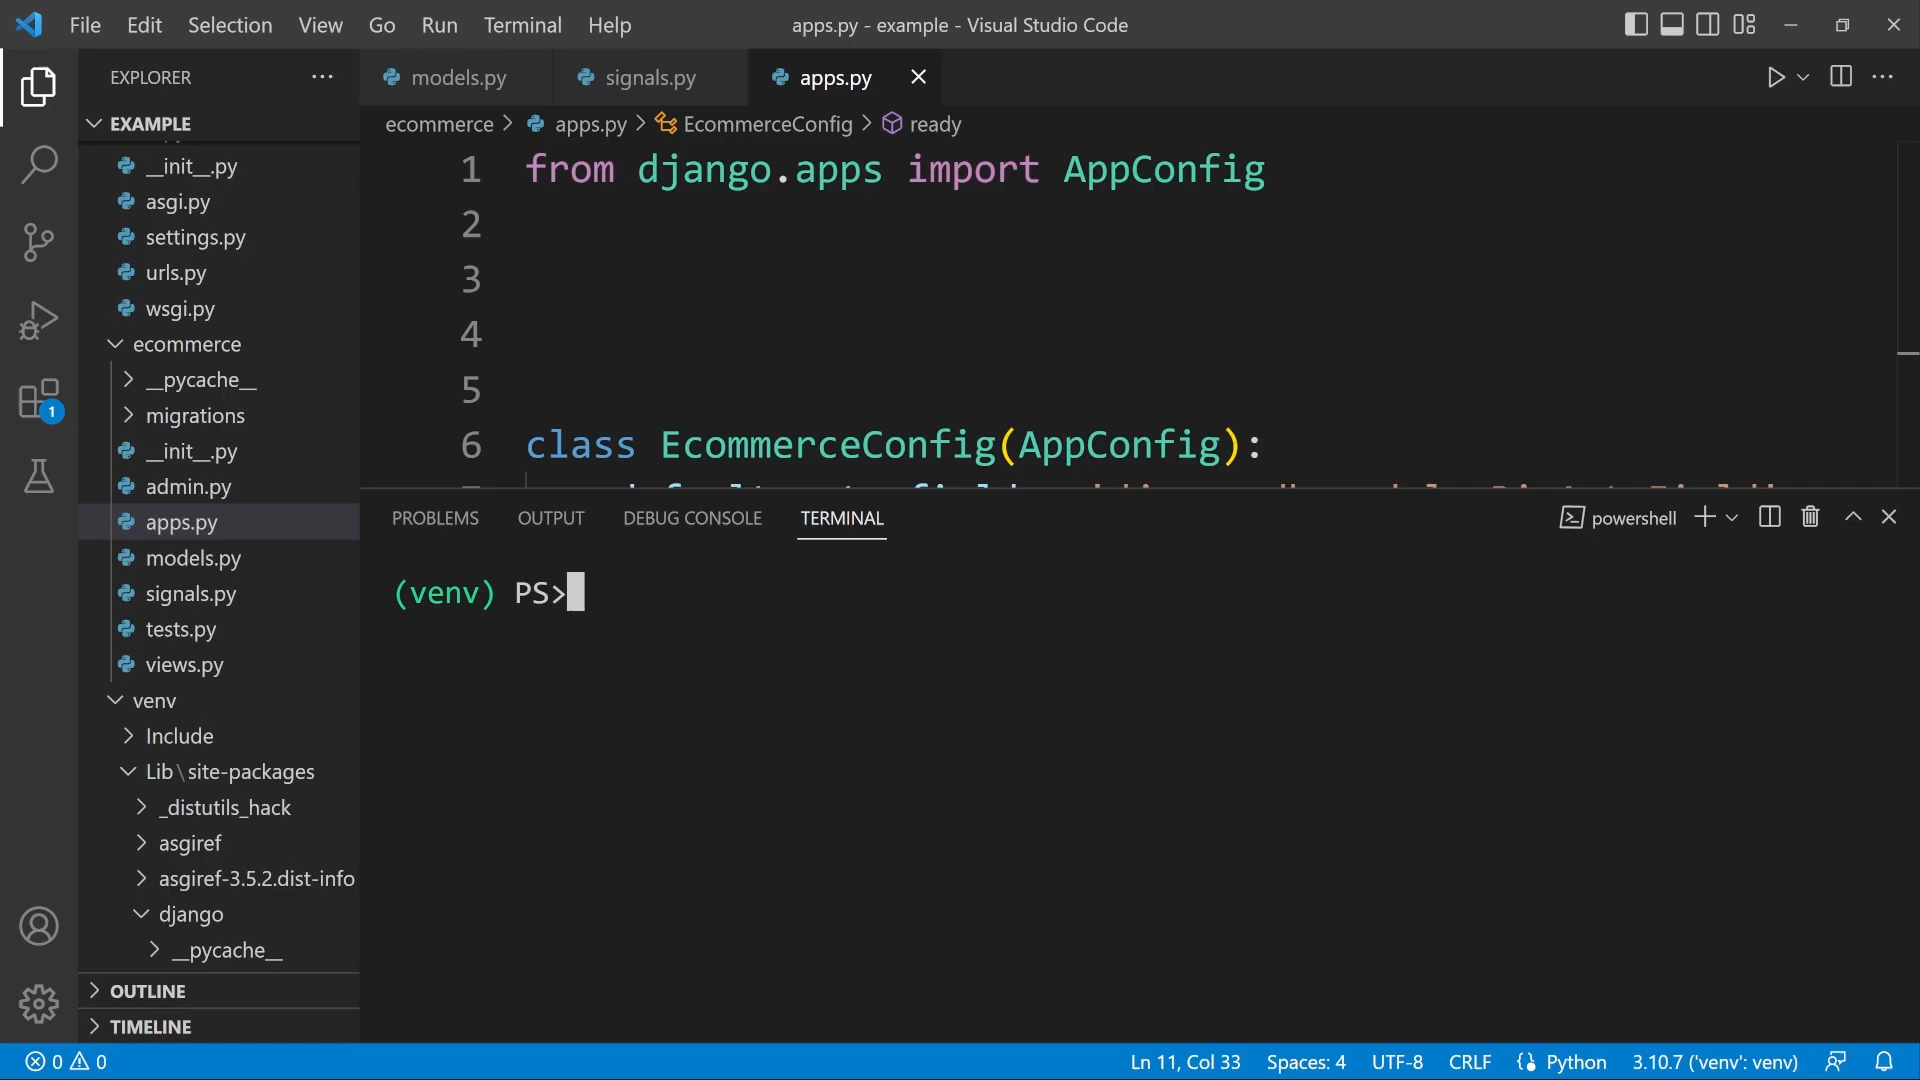 File Edit Selection View Go Run Terminal Help
apps.py - example - Visual Studio Code
EXPLORER
EXAMPLE
__init__.py
asgi.py
settings.py
urls.py
wsgi.py
ecommerce
__pycache__
migrations
__init__.py
admin.py
apps.py
models.py
signals.py
tests.py
views.py
venv
Include
Lib\site-packages
_distutils_hack
asgiref
asgiref-3.5.2.dist-info
django
__pycache__
OUTLINE
TIMELINE
1
models.py signals.py apps.py
ecommerce > apps.py > EcommerceConfig > ready
1 from django.apps import AppConfig
2
3
4
5
6 class EcommerceConfig(AppConfig):
PROBLEMS OUTPUT DEBUG CONSOLE TERMINAL
powershell
(venv) PS>
0 0
Ln 11, Col 33 Spaces: 4 UTF-8 CRLF Python 3.10.7 ('venv': venv)